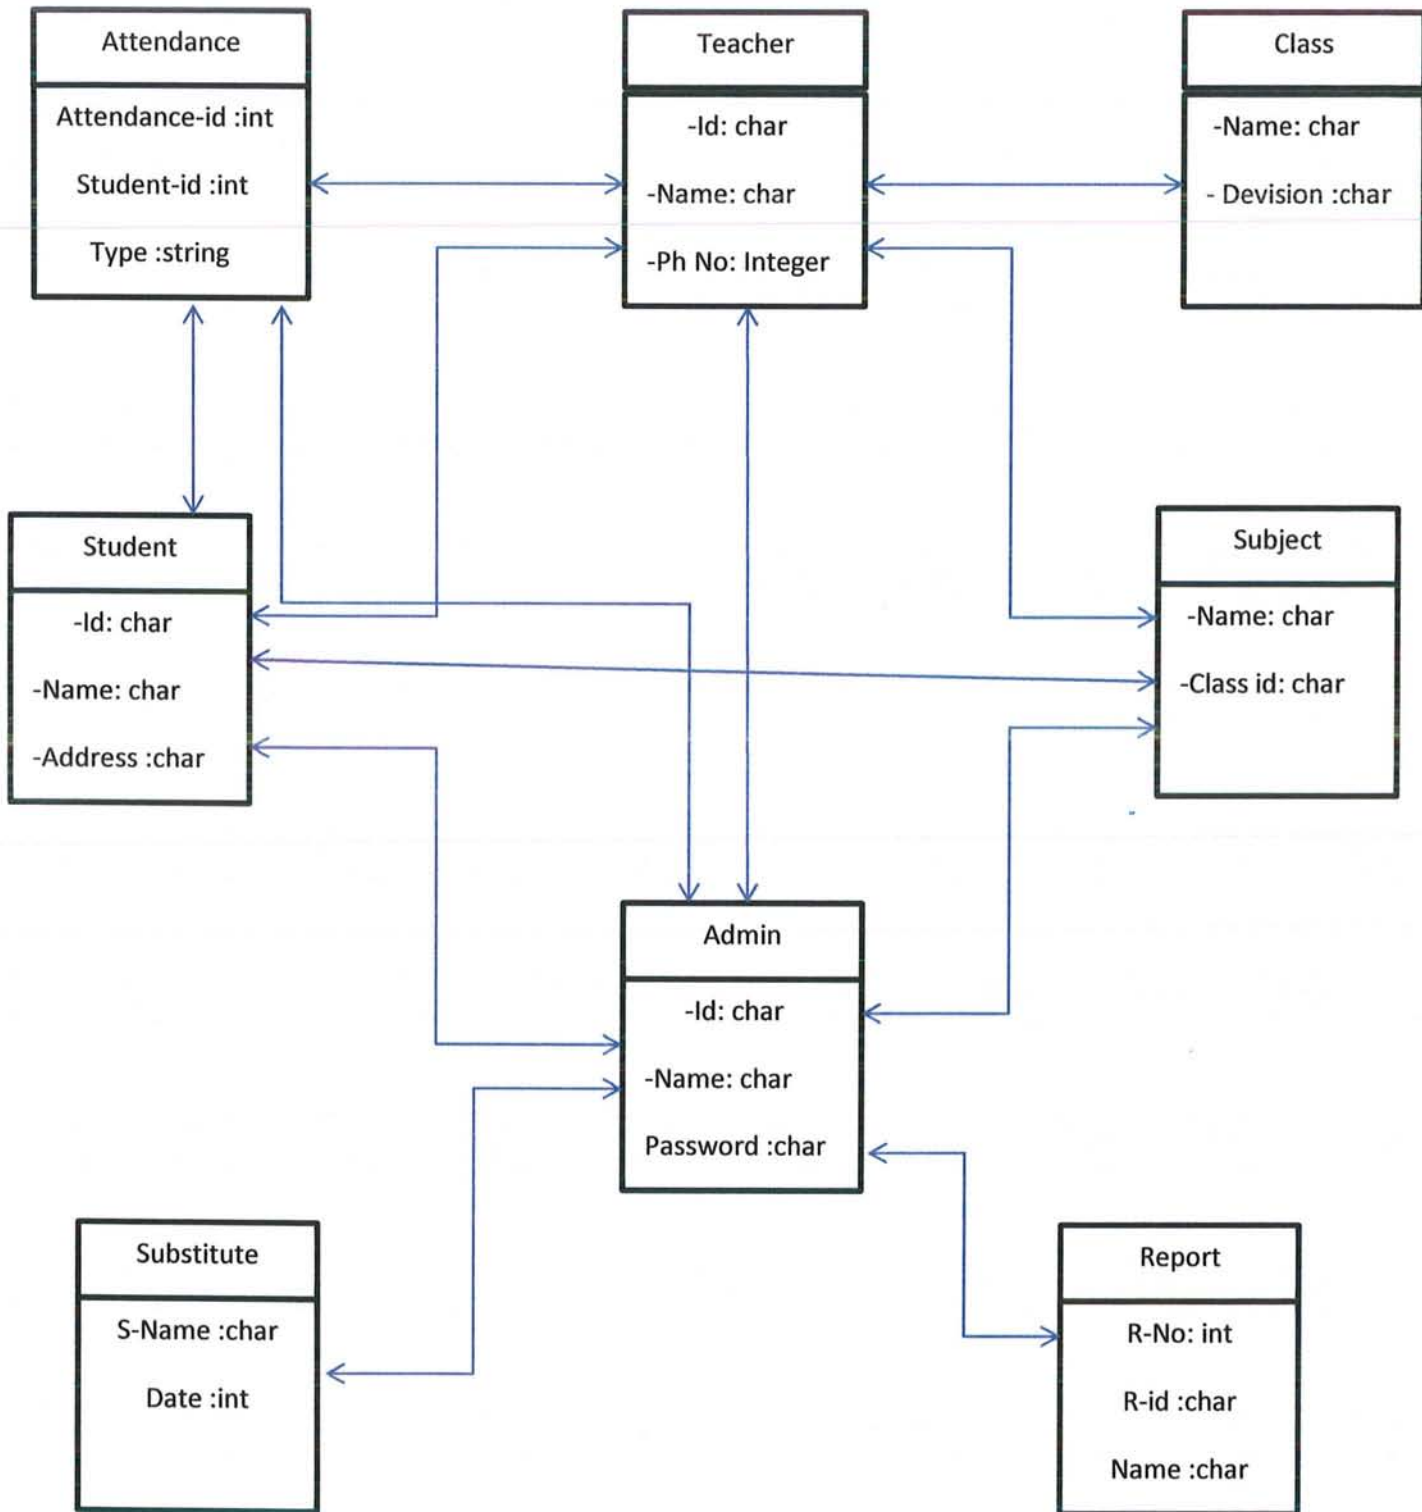 Attendance
Attendance-id :int
Student-id :int
Type :string
Teacher
-Id: char
-Name: char
-Ph No: Integer
Class
-Name: char
- Devision :char
Student
-Id: char
-Name: char
-Address :char
Subject
-Name: char
-Class id: char
Admin
-Id: char
-Name: char
Password :char
Substitute
S-Name :char
Date :int
Report
R-No: int
R-id :char
Name :char